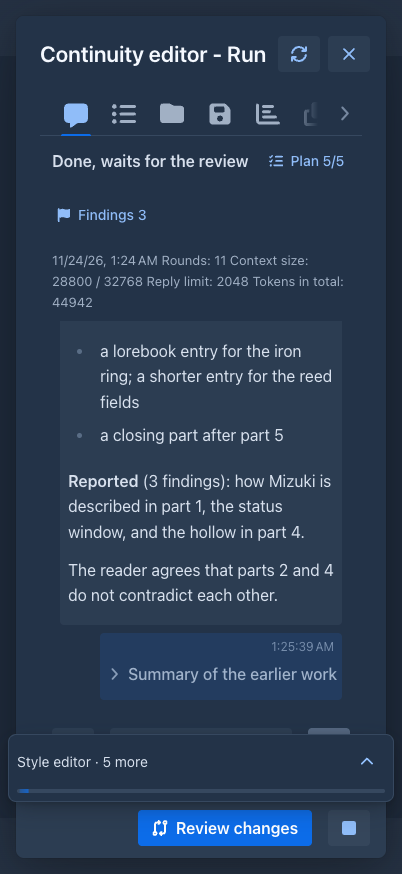 Continuity editor - Run
Done, waits for the review
Plan 5/5
Findings 3
11/24/26, 1:24 AM Rounds: 11 Context size:
28800 / 32768 Reply limit: 2048 Tokens in total:
44942
a lorebook entry for the iron
ring; a shorter entry for the reed
fields
a closing part after part 5
Reported (3 findings): how Mizuki is
described in part 1, the status
window, and the hollow in part 4.
The reader agrees that parts 2 and 4
do not contradict each other.
1:25:39 AM
Summary of the earlier work
Style editor · 5 more
Review changes